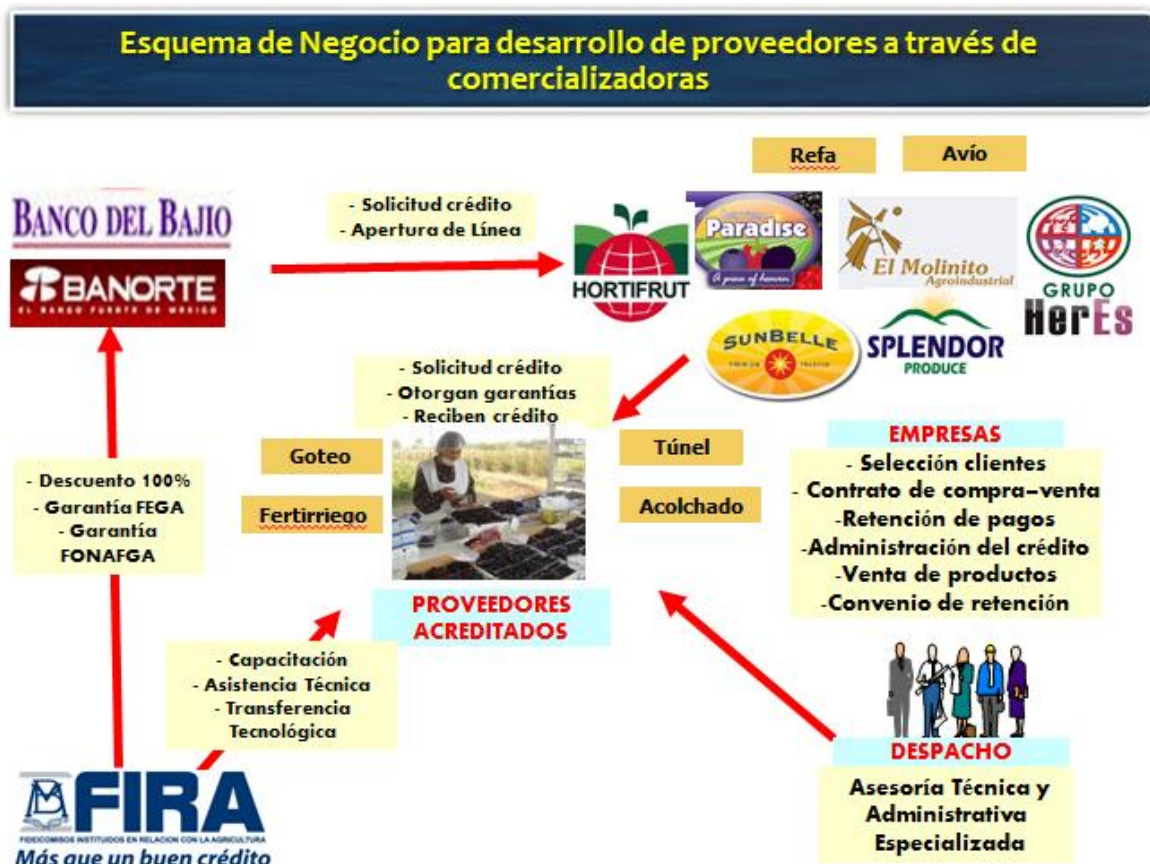 Esquema de Negocio para desarrollo de proveedores a través de
comercializadoras
Refa
Avío
BANCO DEL BAJIO
BANORTE
EL BANCO FUERTE DE MÉXICO
- Solicitud crédito
- Apertura de Línea
HORTIFRUT
Paradise
A piece of heaven
El Molinito
Agroindustrial
GRUPO
HerEs
SUNBELLE
SPLENDOR
PRODUCE
- Solicitud crédito
- Otorgan garantías
- Reciben crédito
Goteo
Fertirriego
Túnel
Acolchado
PROVEEDORES
ACREDITADOS
EMPRESAS
- Selección clientes
- Contrato de compra-venta
-Retención de pagos
-Administración del crédito
-Venta de productos
-Convenio de retención
- Descuento 100%
- Garantía FEGA
- Garantía
FONAFGA
- Capacitación
- Asistencia Técnica
- Transferencia
Tecnológica
DESPACHO
Asesoría Técnica y
Administrativa
Especializada
FIRA
FIDEICOMISOS INSTITUIDOS EN RELACION CON LA AGRICULTURA
Más que un buen crédito